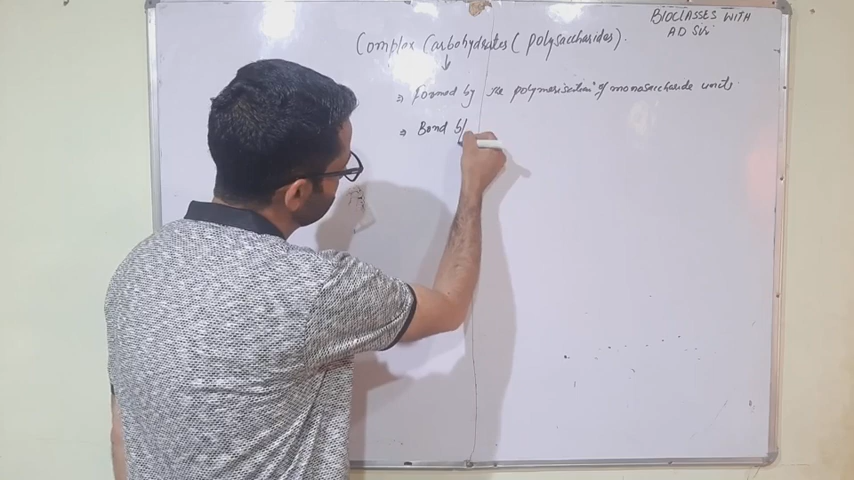 BIOCLASSES WITH
AD Sir
Complex Carbohydrates (polysaccharides).
↓
⇒ Formed by the polymerisation of monosaccharide units
⇒ Bond b/